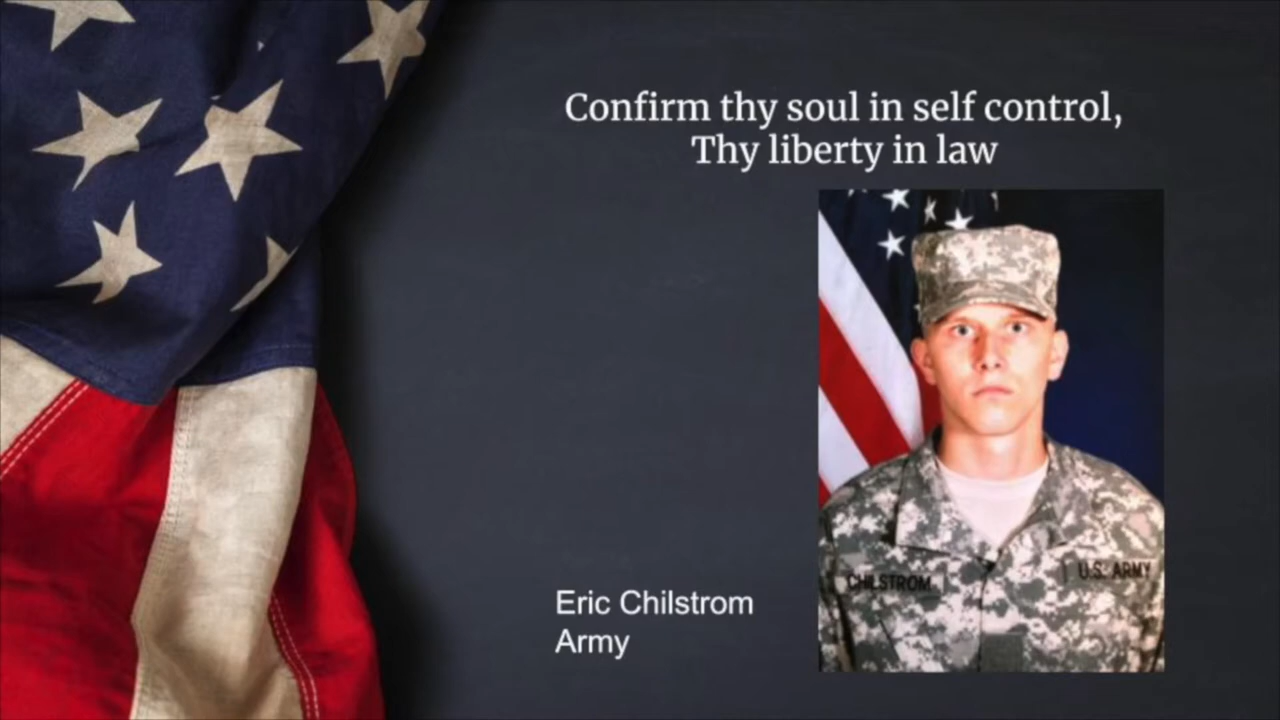 Confirm thy soul in self control,
Thy liberty in law
CHILSTROM
U.S. ARMY
Eric Chilstrom
Army